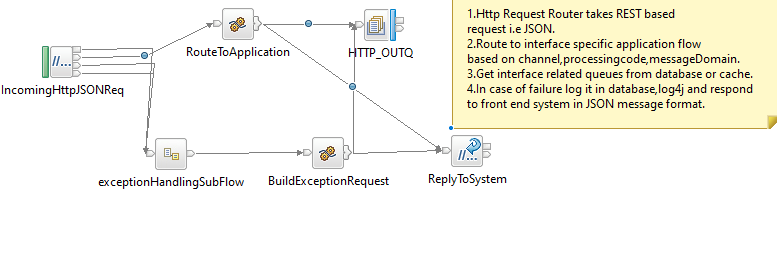 1.Http Request Router takes REST based
request i.e JSON.
2.Route to interface specific application flow
based on channel,processingcode,messageDomain.
3.Get interface related queues from database or cache.
4.In case of failure log it in database,log4j and respond
to front end system in JSON message format.
RouteToApplication
HTTP_OUTQ
IncomingHttpJSONReq
exceptionHandlingSubFlow
BuildExceptionRequest
ReplyToSystem